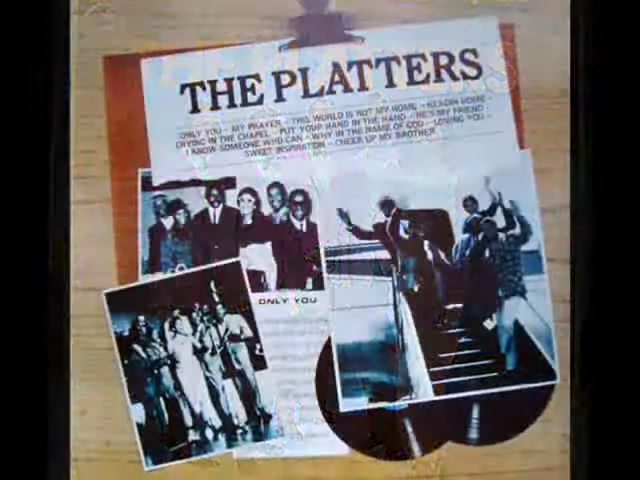 THE PLATTERS
ONLY YOU - MY PRAYER - THIS WORLD IS NOT MY HOME -
CRYING IN THE CHAPEL - PUT YOUR HAND IN THE HAND - HE'S MY FRIEND -
I KNOW SOMEONE WHO CAN - WHY IN THE NAME OF GOD - LOVING YOU -
SWEET INSPIRATION - CHEER UP MY BROTHER
ONLY YOU